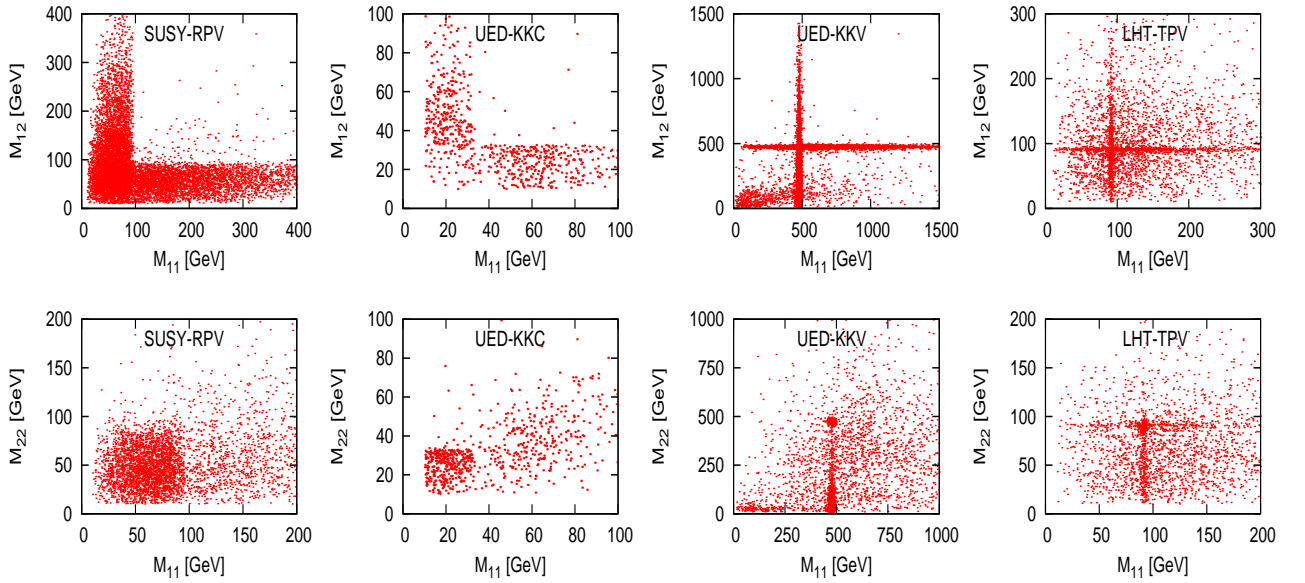 400
300
200
100
0
M12 [GeV]
SUSY-RPV
0 100 200 300 400
M11 [GeV]
100
80
60
40
20
0
M12 [GeV]
UED-KKC
20 40 60 80 100
M11 [GeV]
1500
1000
500
0
M12 [GeV]
UED-KKV
0 500 1000 1500
M11 [GeV]
300
200
100
0
M12 [GeV]
LHT-TPV
0 100 200 300
M11 [GeV]
200
150
100
50
0
M22 [GeV]
SUSY-RPV
0 50 100 150 200
M11 [GeV]
100
80
60
40
20
0
M22 [GeV]
UED-KKC
20 40 60 80 100
M11 [GeV]
1000
750
500
250
0
M22 [GeV]
UED-KKV
0 250 500 750 1000
M11 [GeV]
200
150
100
50
0
M22 [GeV]
LHT-TPV
0 50 100 150 200
M11 [GeV]